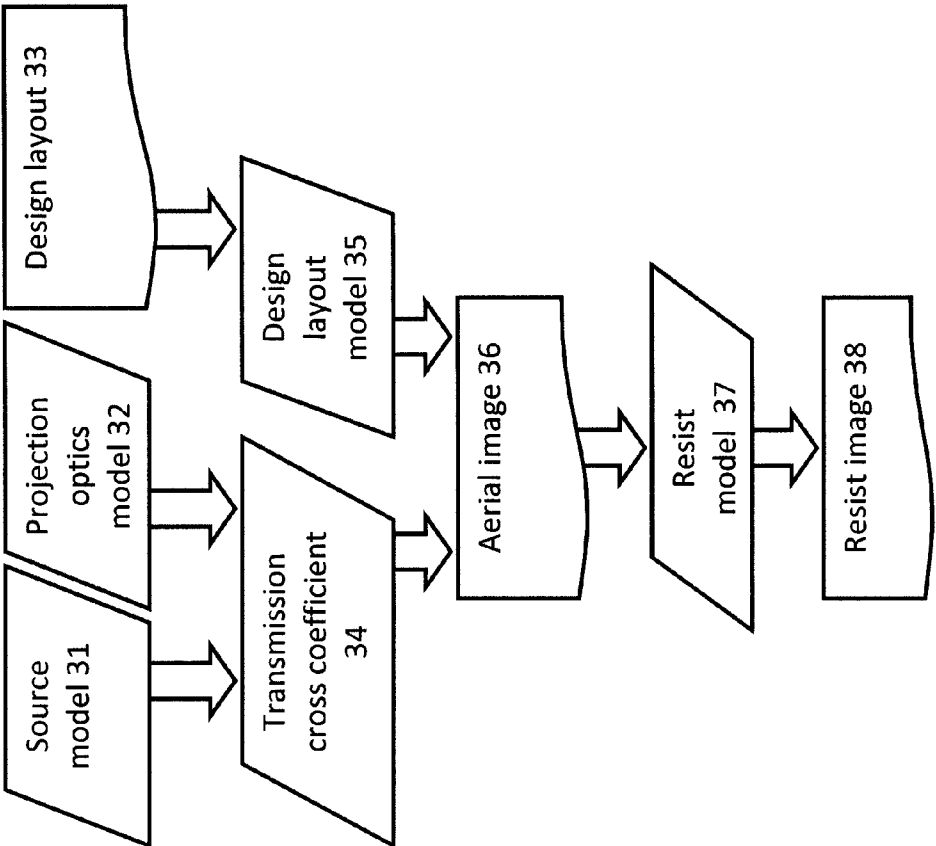 Source
model 31
Projection
optics
model 32
Design layout 33
Transmission
cross coefficient
34
Design
layout
model 35
Aerial image 36
Resist
model 37
Resist image 38